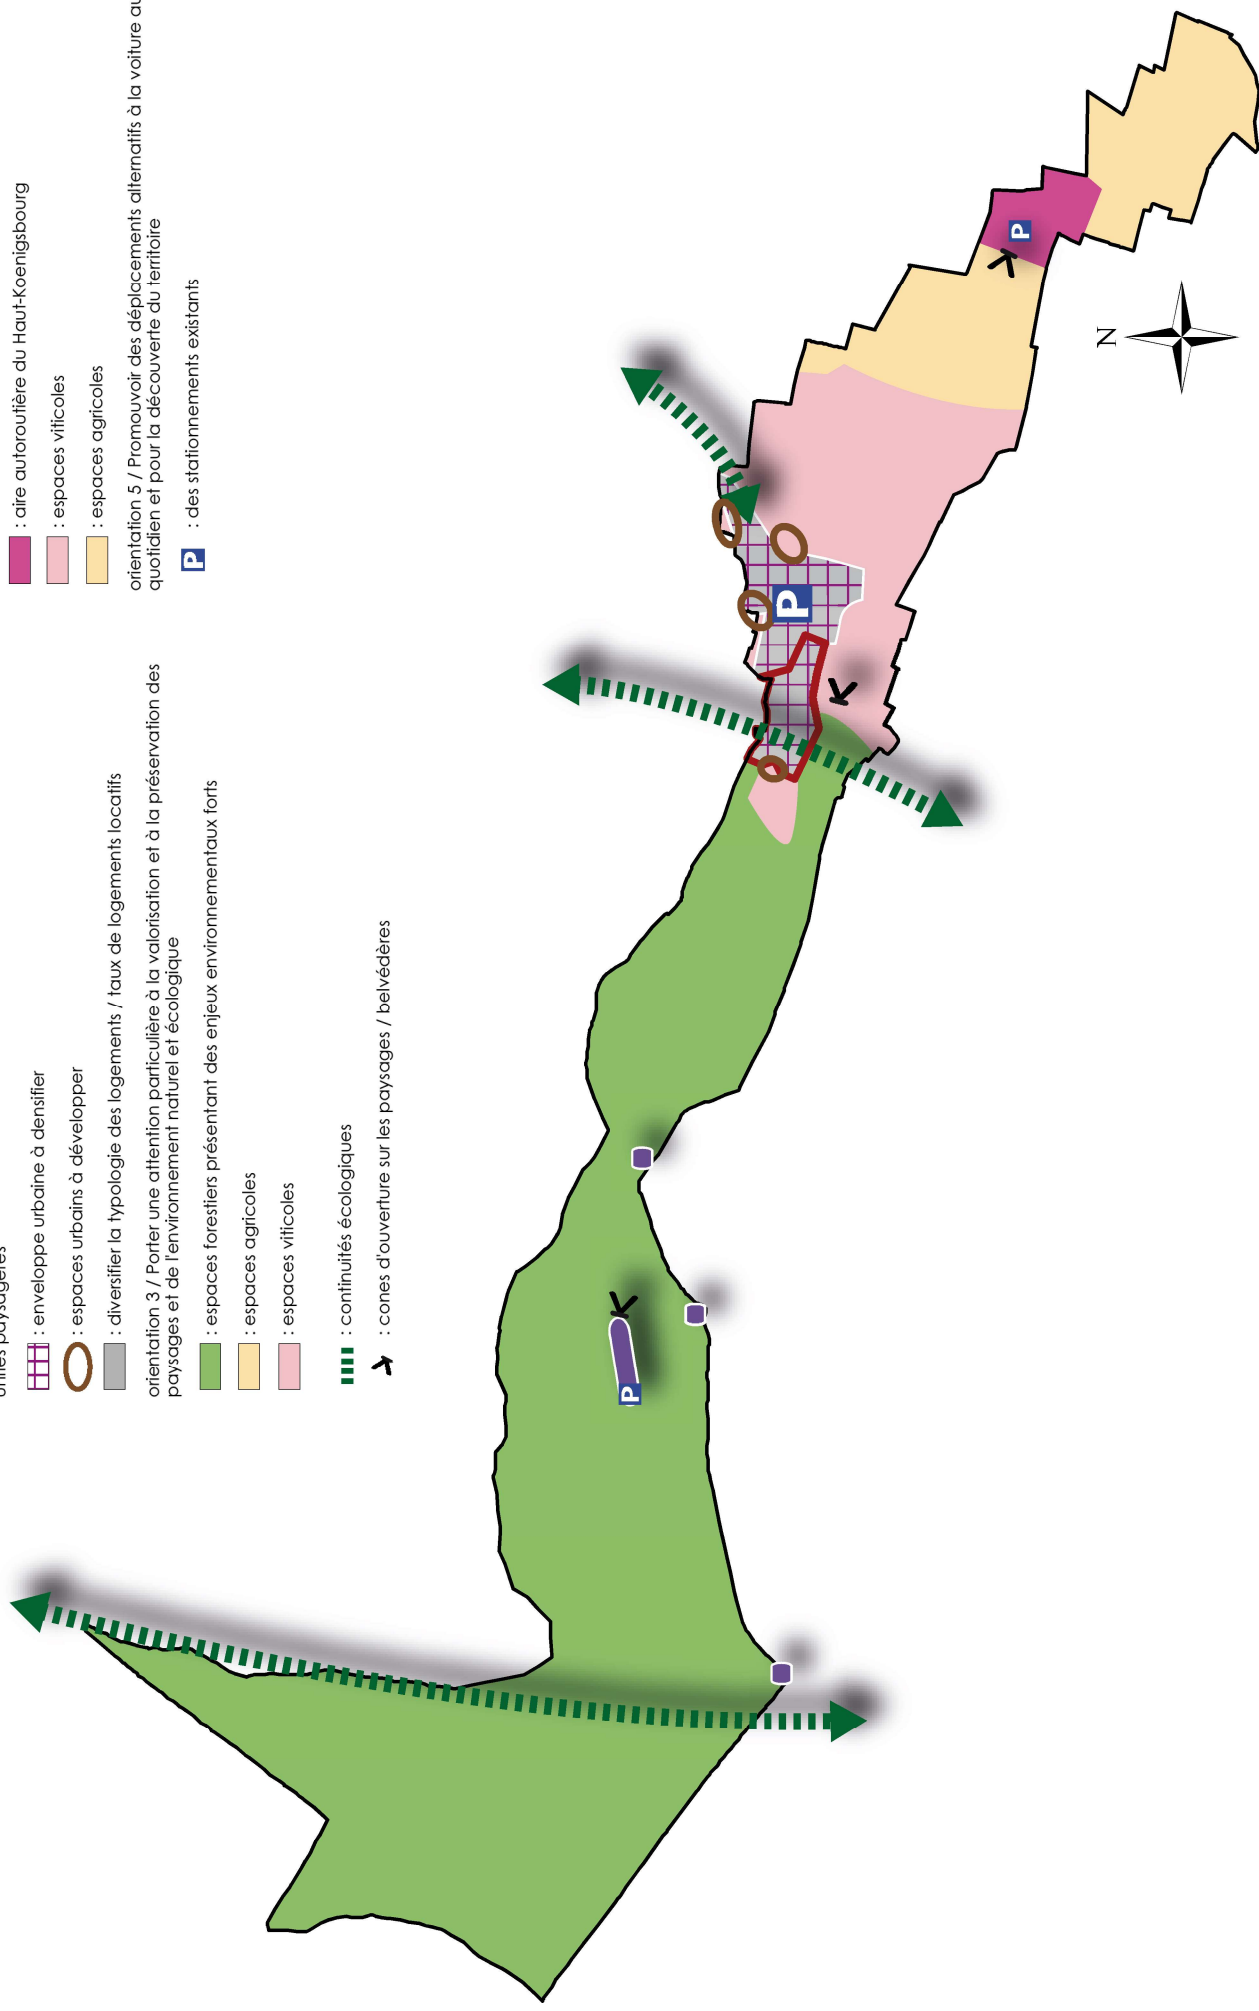 unités paysagères
: enveloppe urbaine à densifier
: espaces urbains à développer
: diversifier la typologie des logements / taux de logements locatifs
orientation 3 / Porter une attention particulière à la valorisation et à la préservation des
paysages et de l'environnement naturel et écologique
: espaces forestiers présentant des enjeux environnementaux forts
: espaces agricoles
: espaces viticoles
: continuités écologiques
: cones d'ouverture sur les paysages / belvédères
: aire autoroutière du Haut-Koenigsbourg
: espaces viticoles
: espaces agricoles
orientation 5 / Promouvoir des déplacements alternatifs à la voiture au
quotidien et pour la découverte du territoire
P : des stationnements existants
P
P
P
N